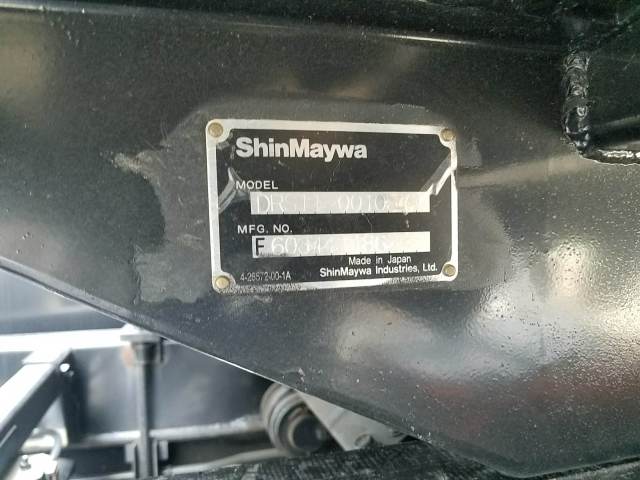 ShinMaywa
MODEL
MFG. NO.
F
Made in Japan
4-26572-00-1A
ShinMaywa Industries, Ltd.